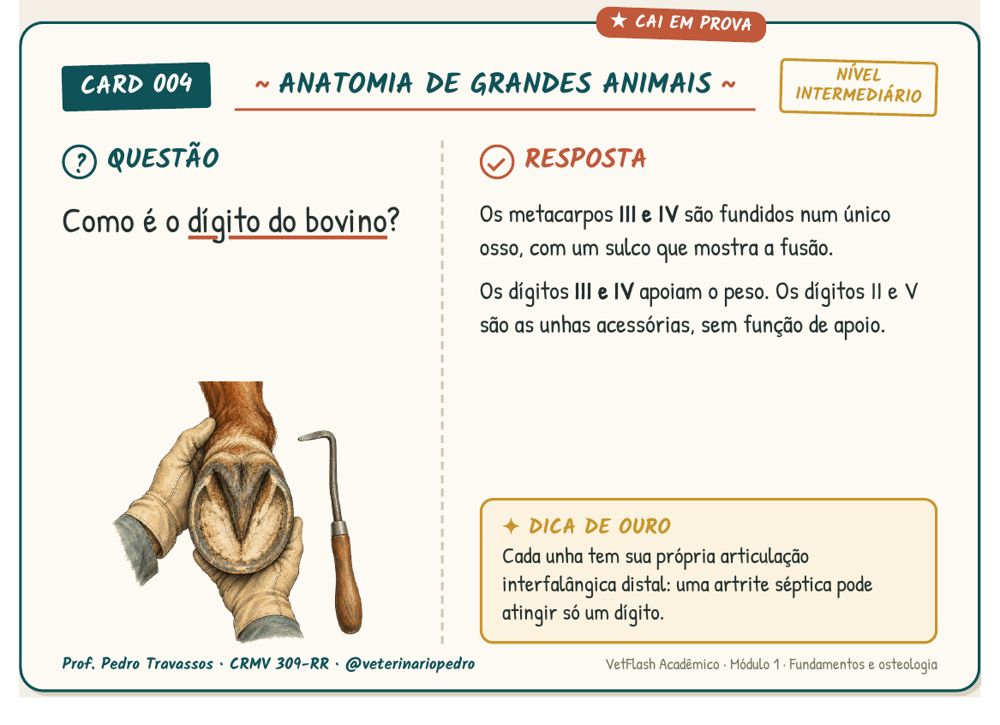 ★ CAI EM PROVA
CARD 004
~ ANATOMIA DE GRANDES ANIMAIS ~
NÍVEL
INTERMEDIÁRIO
? QUESTÃO
Como é o dígito do bovino?
RESPOSTA
Os metacarpos III e IV são fundidos num único
osso, com um sulco que mostra a fusão.
Os dígitos III e IV apoiam o peso. Os dígitos II e V
são as unhas acessórias, sem função de apoio.
✦ DICA DE OURO
Cada unha tem sua própria articulação
interfalângica distal: uma artrite séptica pode
atingir só um dígito.
Prof. Pedro Travassos · CRMV 309-RR · @veterinariopedro
VetFlash Acadêmico · Módulo 1 · Fundamentos e osteologia